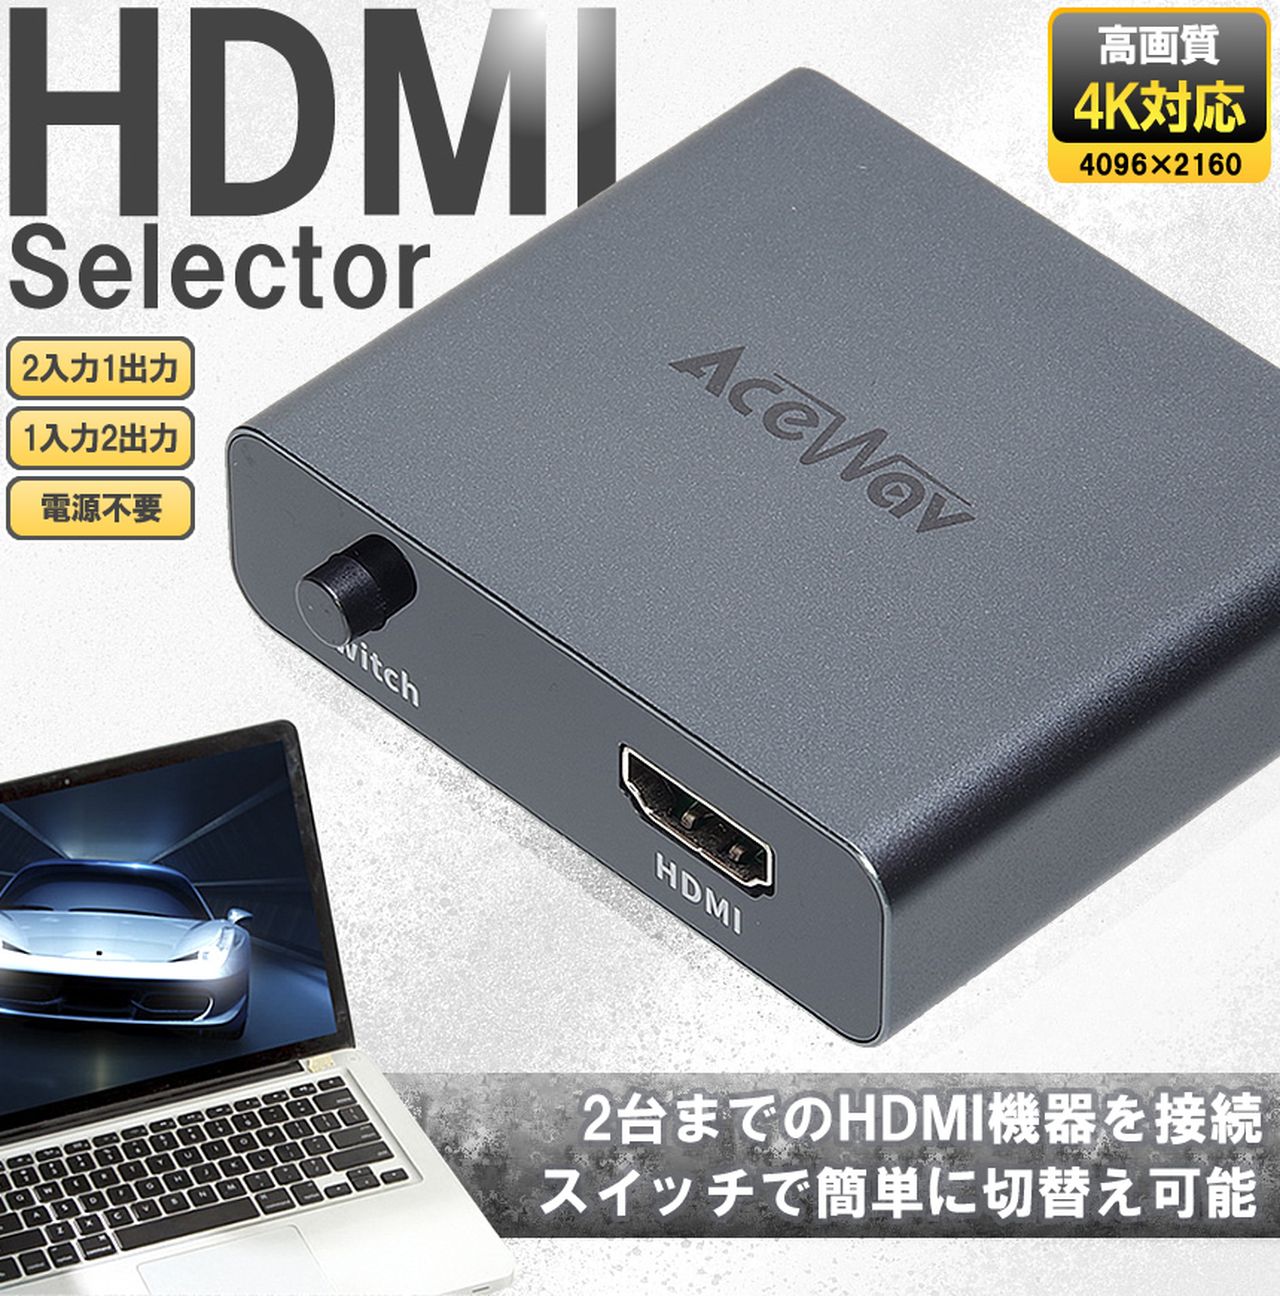 HDMI
Selector
高画質
4K対応
4096×2160
2入力1出力
1入力2出力
電源不要
AceWav
witch
HDMI
2台までのHDMI機器を接続
スイッチで簡単に切替え可能